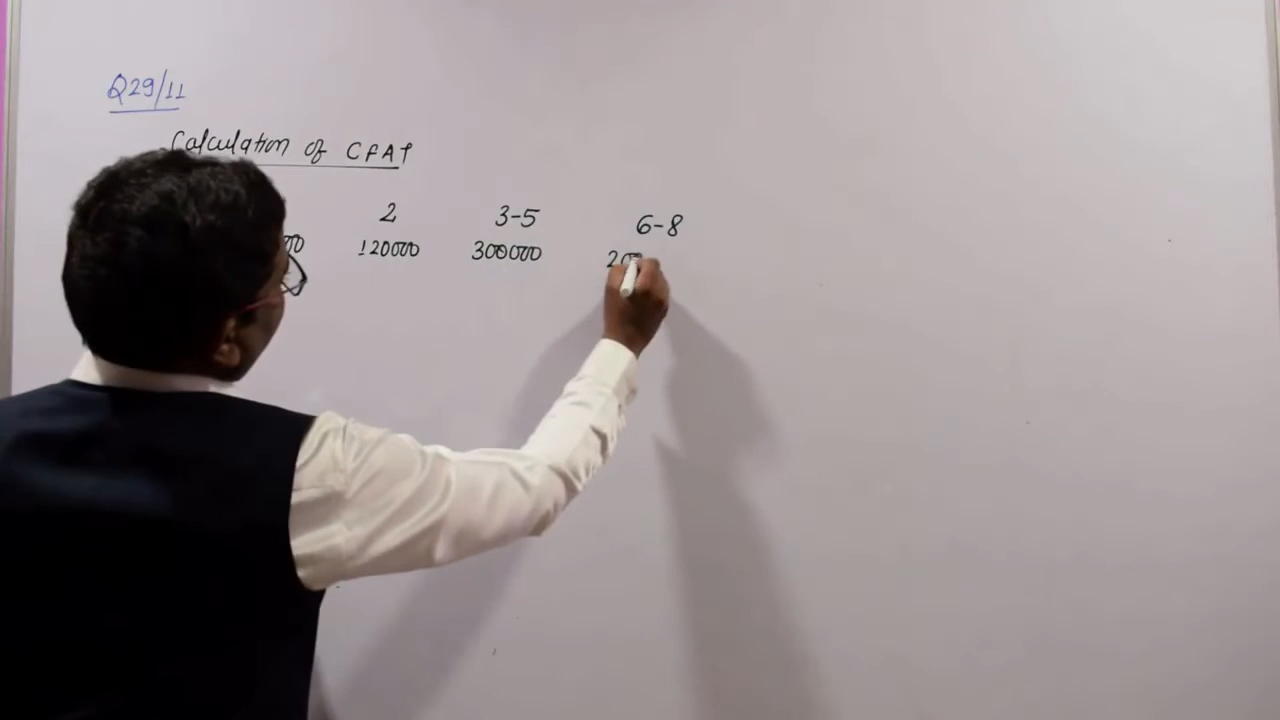 Q29/11
Calculation of CFAT
2 3-5 6-8
120000 300000